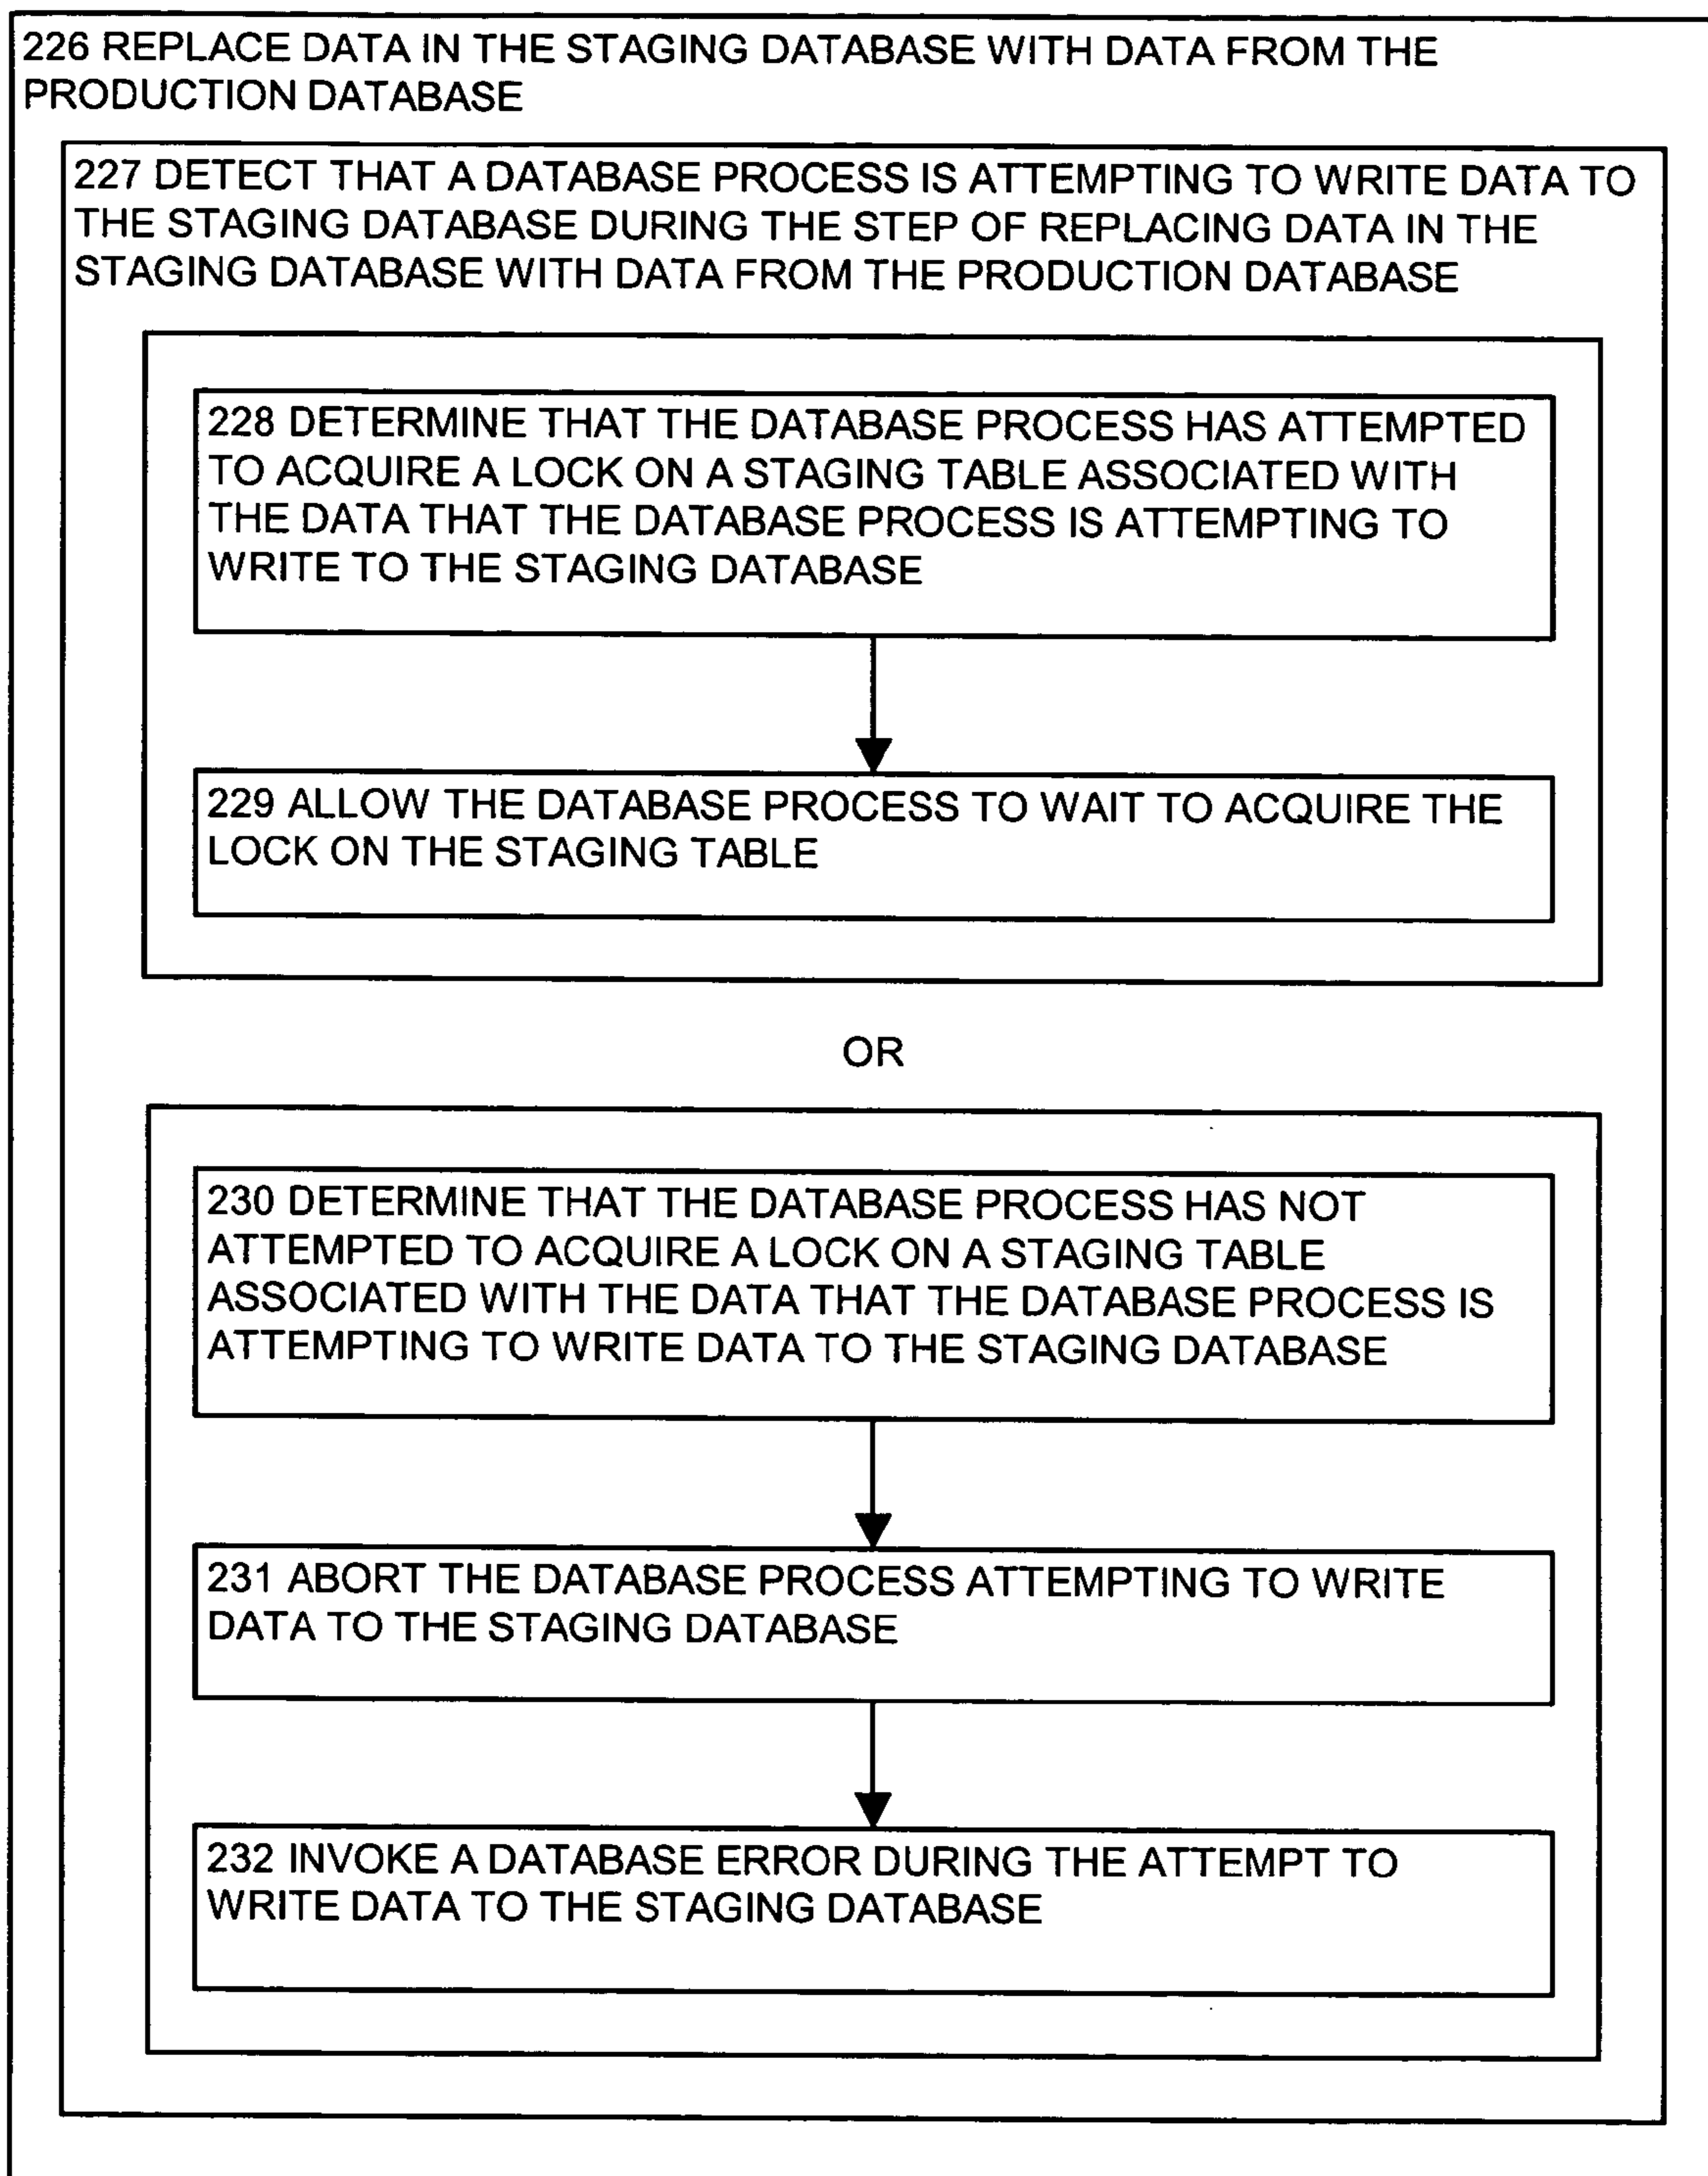 226 REPLACE DATA IN THE STAGING DATABASE WITH DATA FROM THE
PRODUCTION DATABASE
227 DETECT THAT A DATABASE PROCESS IS ATTEMPTING TO WRITE DATA TO
THE STAGING DATABASE DURING THE STEP OF REPLACING DATA IN THE
STAGING DATABASE WITH DATA FROM THE PRODUCTION DATABASE
228 DETERMINE THAT THE DATABASE PROCESS HAS ATTEMPTED
TO ACQUIRE A LOCK ON A STAGING TABLE ASSOCIATED WITH
THE DATA THAT THE DATABASE PROCESS IS ATTEMPTING TO
WRITE TO THE STAGING DATABASE
229 ALLOW THE DATABASE PROCESS TO WAIT TO ACQUIRE THE
LOCK ON THE STAGING TABLE
OR
230 DETERMINE THAT THE DATABASE PROCESS HAS NOT
ATTEMPTED TO ACQUIRE A LOCK ON A STAGING TABLE
ASSOCIATED WITH THE DATA THAT THE DATABASE PROCESS IS
ATTEMPTING TO WRITE DATA TO THE STAGING DATABASE
231 ABORT THE DATABASE PROCESS ATTEMPTING TO WRITE
DATA TO THE STAGING DATABASE
232 INVOKE A DATABASE ERROR DURING THE ATTEMPT TO
WRITE DATA TO THE STAGING DATABASE